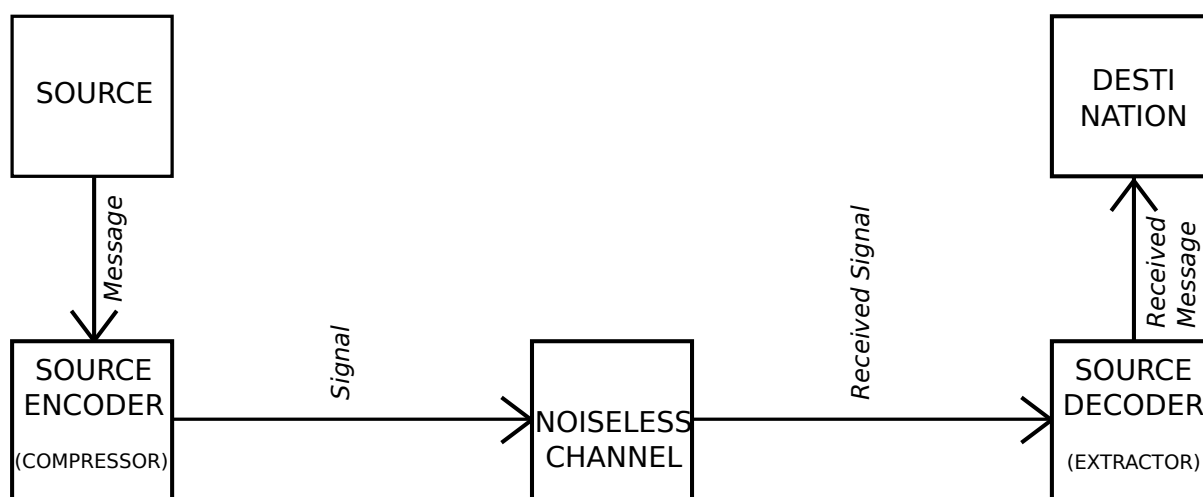 SOURCE
Message
SOURCE
ENCODER
(COMPRESSOR)
Signal
NOISELESS
CHANNEL
Received Signal
SOURCE
DECODER
(EXTRACTOR)
Received
Message
DESTI
NATION